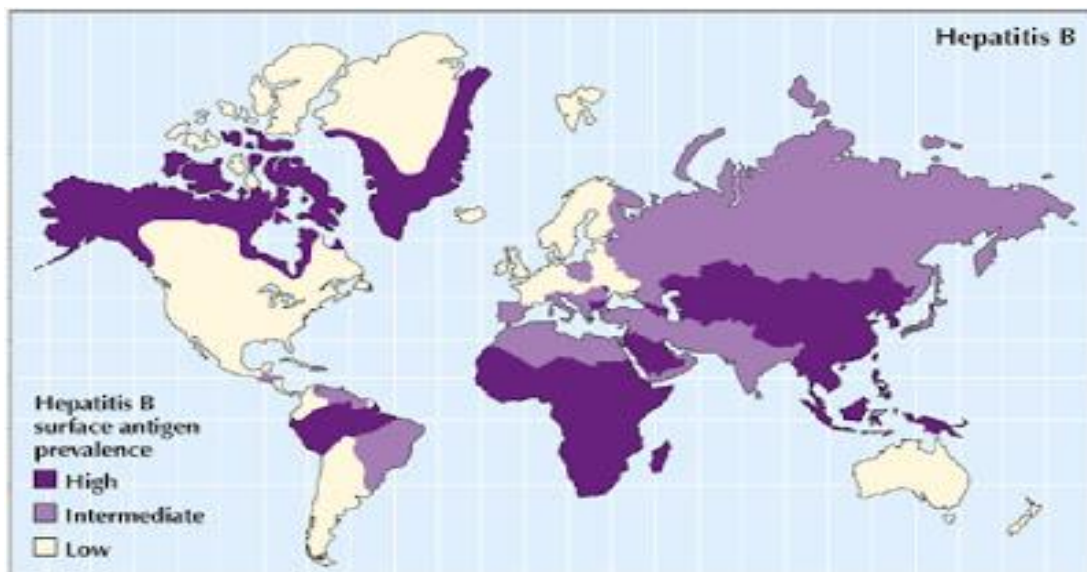 Hepatitis B
Hepatitis B
surface antigen
prevalence
High
Intermediate
Low